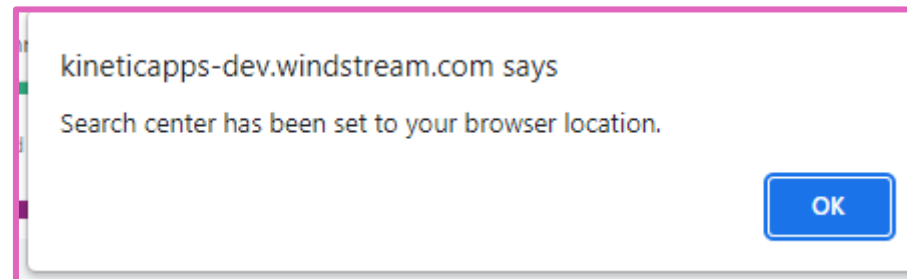 kineticapps-dev.windstream.com says
Search center has been set to your browser location.
OK